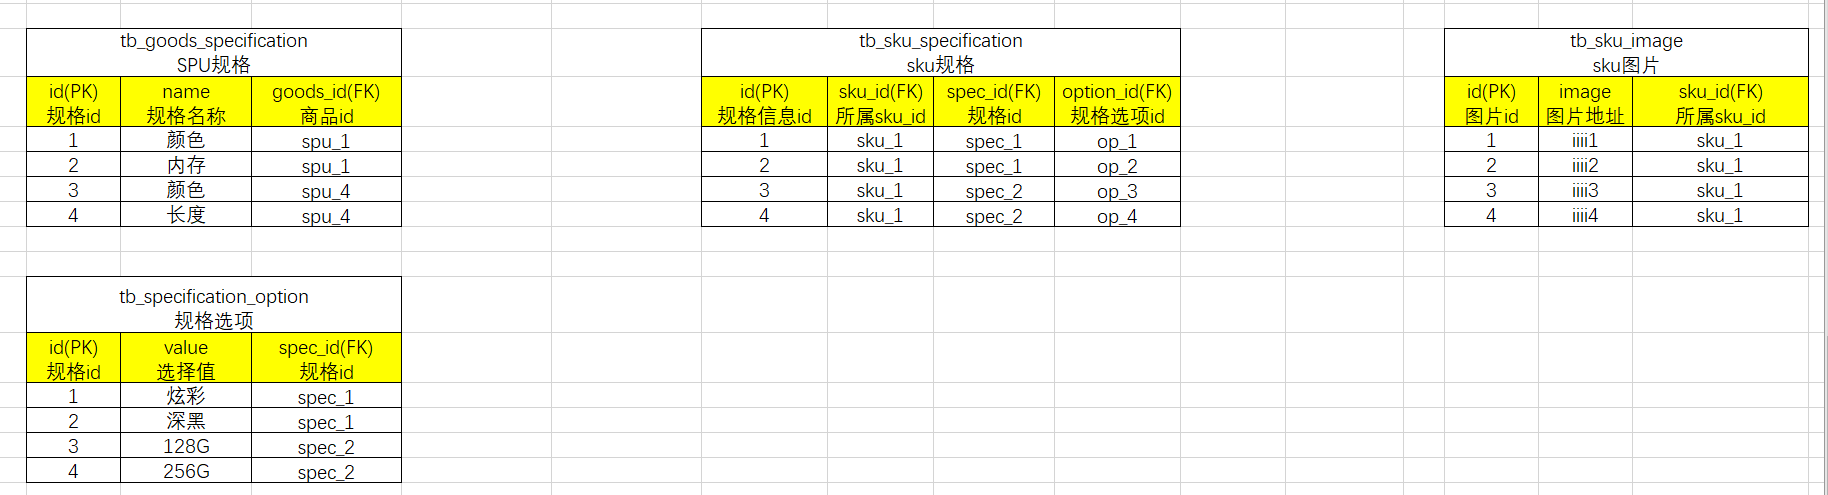 tb_goods_specification
SPU规格
id(PK) name goods_id(FK)
规格id 规格名称 商品id
1 颜色 spu_1
2 内存 spu_1
3 颜色 spu_4
4 长度 spu_4
tb_specification_option
规格选项
id(PK) value spec_id(FK)
规格id 选择值 规格id
1 炫彩 spec_1
2 深黑 spec_1
3 128G spec_2
4 256G spec_2
tb_sku_specification
sku规格
id(PK) sku_id(FK) spec_id(FK) option_id(FK)
规格信息id 所属sku_id 规格id 规格选项id
1 sku_1 spec_1 op_1
2 sku_1 spec_1 op_2
3 sku_1 spec_2 op_3
4 sku_1 spec_2 op_4
tb_sku_image
sku图片
id(PK) image sku_id(FK)
图片id 图片地址 所属sku_id
1 iiii1 sku_1
2 iiii2 sku_1
3 iiii3 sku_1
4 iiii4 sku_1